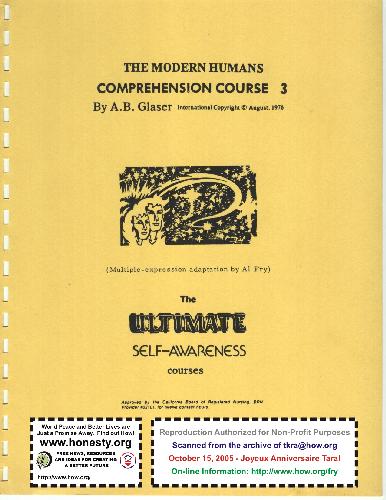 THE MODERN HUMANS
COMPREHENSION COURSE 3
By A.B. Glaser International Copyright © August, 1978
(Multiple-expression adaptation by Al Fry)
The
ULTIMATE
SELF-AWARENESS
courses
Approved by the California Board of Registered Nursing, BRN
Provider
World Peace and Better Lives are
Just a Promise Away. Find out How!
www.honesty.org
FREE NEWS, RESOURCES
AND IDEAS FOR CREATING
A BETTER FUTURE
http://www.how.org/
Reproduction Authorized for Non-Profit Purposes
Scanned from the archive of tkra@how.org
October 15, 2005 - Joyeux Anniversaire Tara!
On-line Information: http://www.how.org/fry